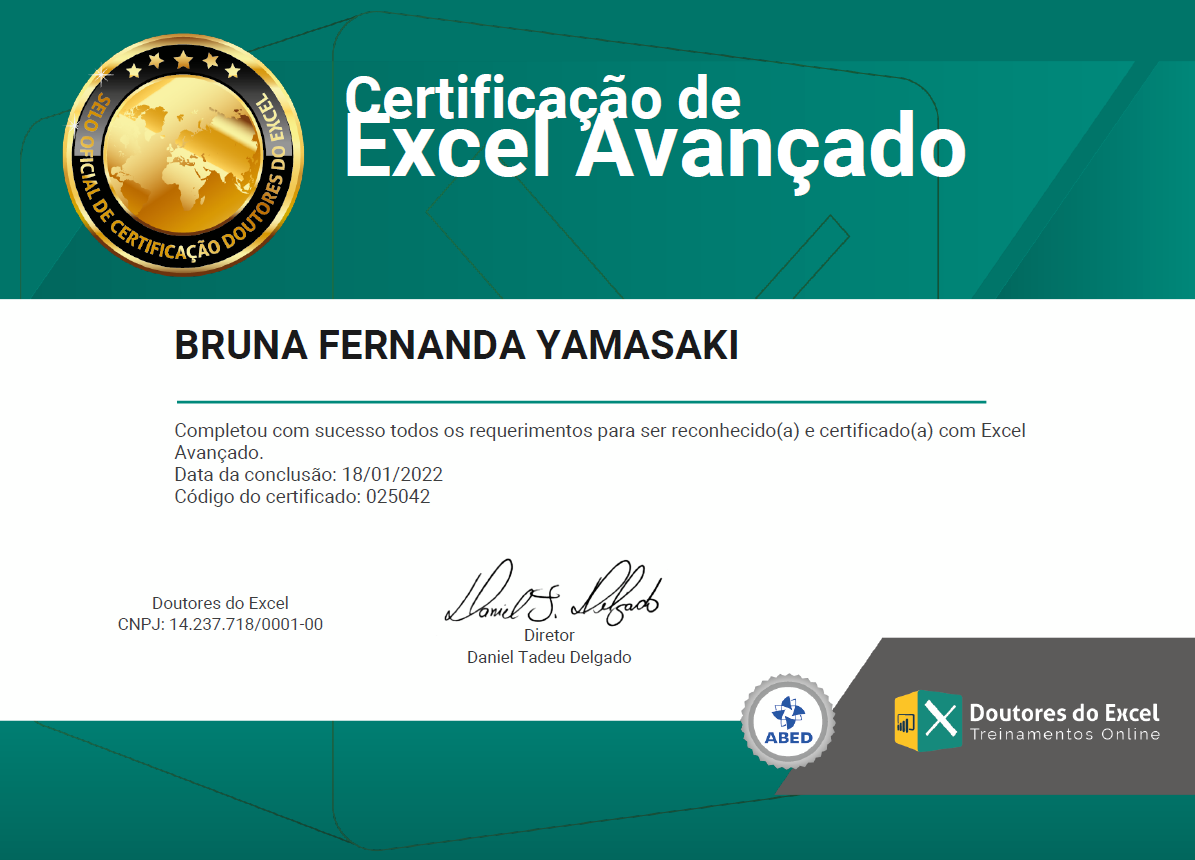 SELO OFICIAL DE CERTIFICAÇÃO DOUTORES DO EXCEL
Certificação de
Excel Avançado
BRUNA FERNANDA YAMASAKI
Completou com sucesso todos os requerimentos para ser reconhecido(a) e certificado(a) com Excel
Avançado.
Data da conclusão: 18/01/2022
Código do certificado: 025042
Doutores do Excel
CNPJ: 14.237.718/0001-00
Daniel T. Delgado
Diretor
Daniel Tadeu Delgado
ABED
Doutores do Excel
Treinamentos Online